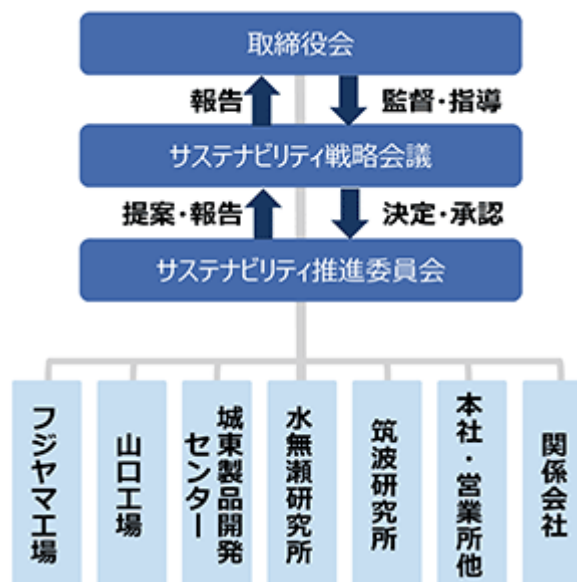 取締役会
報告
監督・指導
サステナビリティ戦略会議
提案・報告
決定・承認
サステナビリティ推進委員会
フジヤマ工場
山口工場
城東製品開発
センター
水無瀬研究所
筑波研究所
本社・営業所他
関係会社